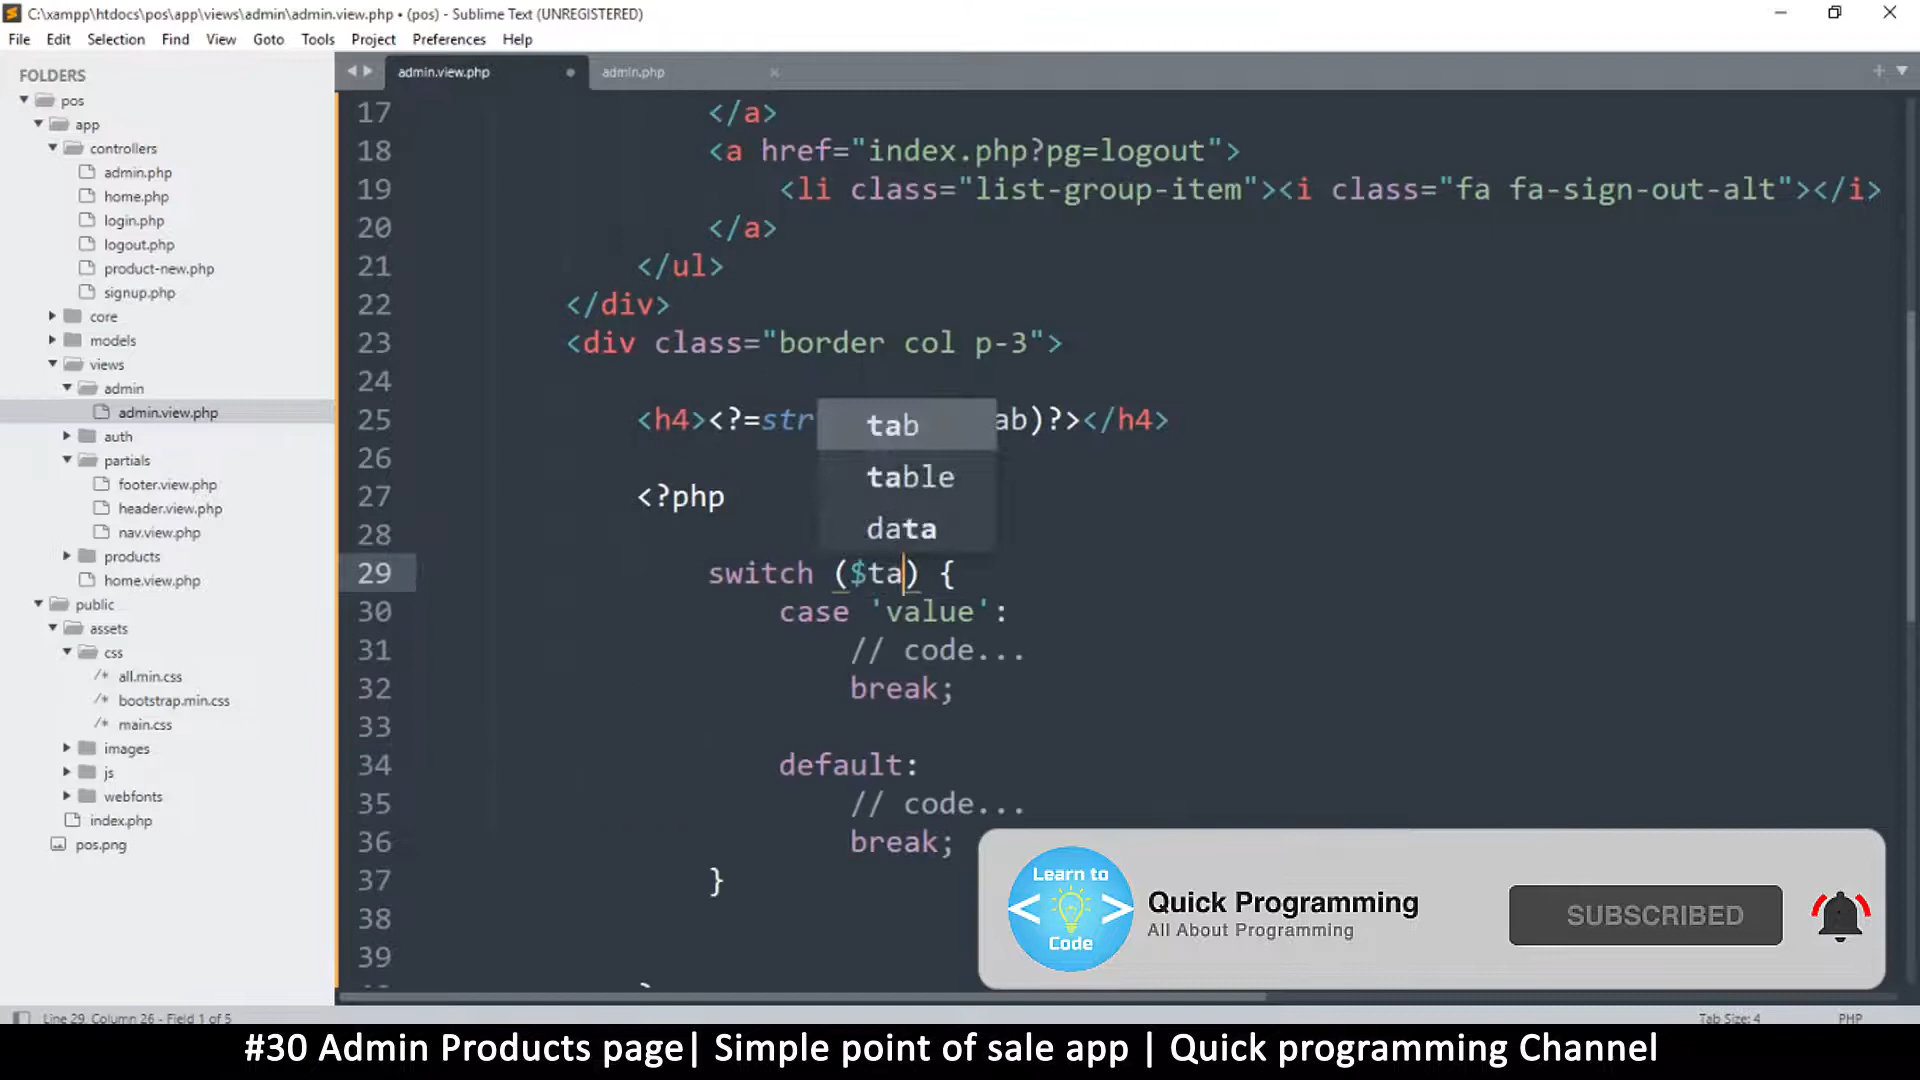 C:\xampp\htdocs\pos\app\views\admin\admin.view.php • (pos) - Sublime Text (UNREGISTERED)
File Edit Selection Find View Goto Tools Project Preferences Help
FOLDERS
pos
app
controllers
admin.php
home.php
login.php
logout.php
product-new.php
signup.php
core
models
views
admin
admin.view.php
auth
partials
footer.view.php
header.view.php
nav.view.php
products
home.view.php
public
assets
css
/* all.min.css
/* bootstrap.min.css
/* main.css
images
js
webfonts
index.php
pos.png
admin.view.php admin.php
17 </a>
18 <a href="index.php?pg=logout">
19 <li class="list-group-item"><i class="fa fa-sign-out-alt"></i>
20 </a>
21 </ul>
22 </div>
23 <div class="border col p-3">
24
25 <h4><?=str ab)?></h4>
26
27 <?php
28
29 switch ($ta) {
30 case 'value':
31 // code...
32 break;
33
34 default:
35 // code...
36 break;
37 }
38
39
tab
table
data
Learn to
< >
Code
Quick Programming
All About Programming
SUBSCRIBED
Line 29, Column 26 - Field 1 of 5
Tab Size: 4 PHP
#30 Admin Products page| Simple point of sale app | Quick programming Channel